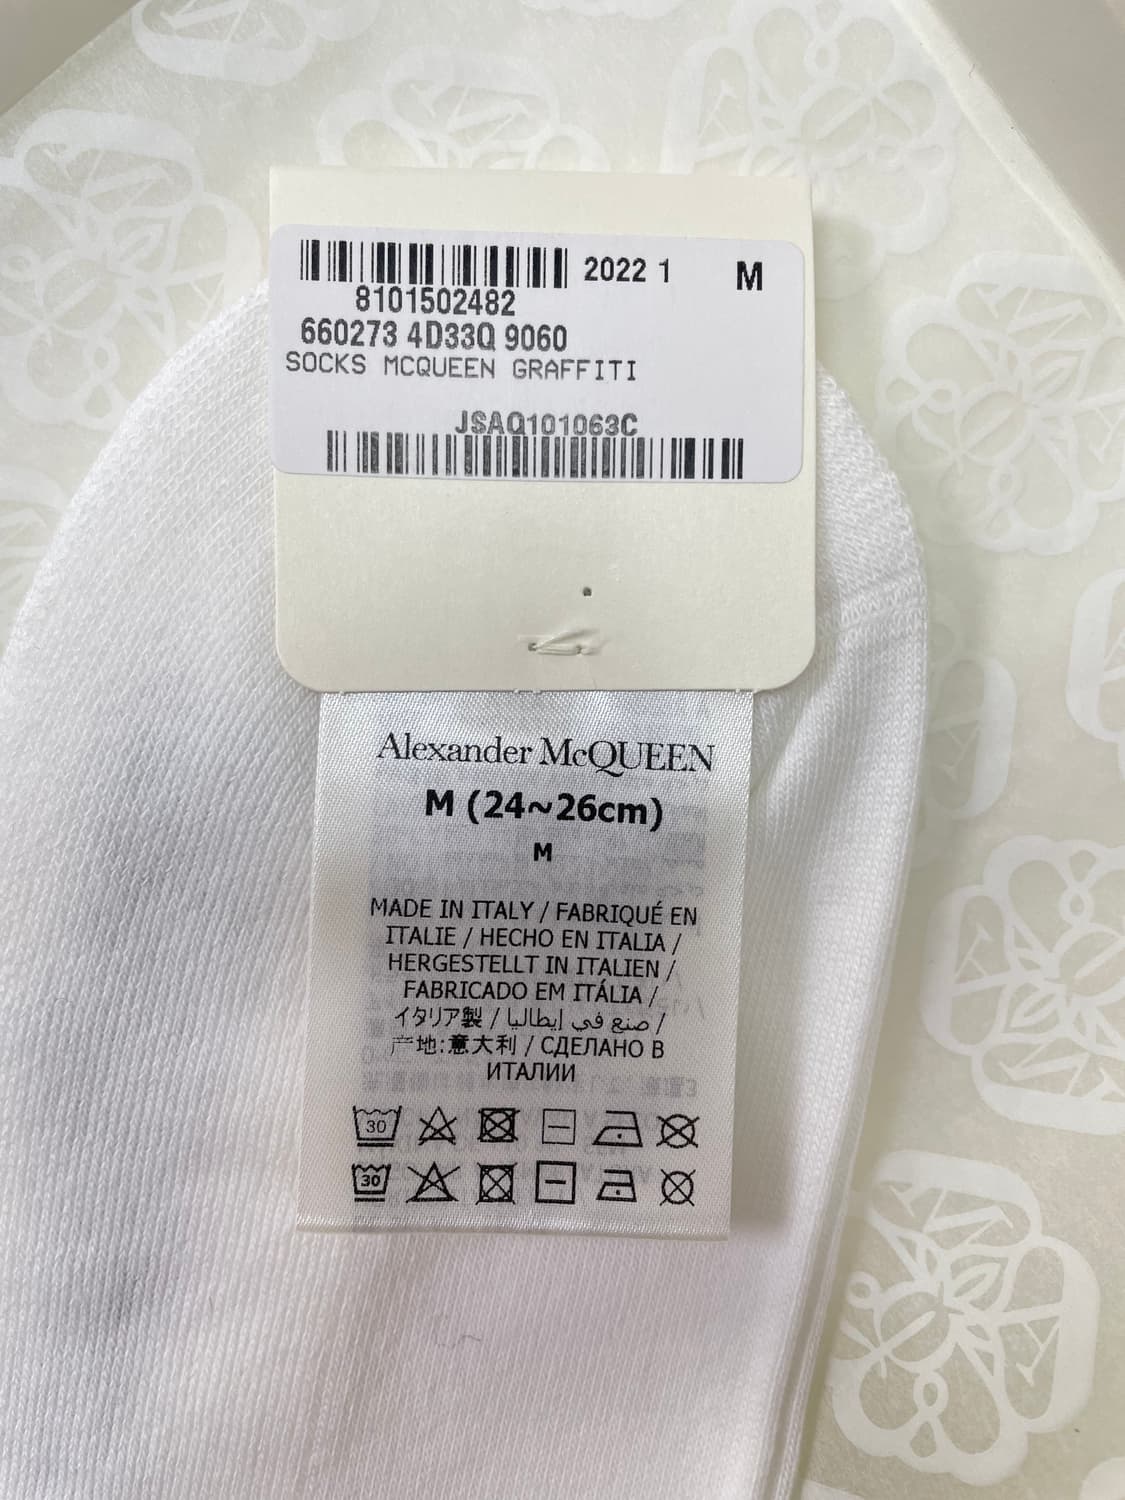 2022 1 M
8101502482
660273 4D33Q 9060
SOCKS MCQUEEN GRAFFITI
JSAQ101063C
Alexander McQUEEN
M (24~26cm)
M
MADE IN ITALY / FABRIQUÉ EN
ITALIE / HECHO EN ITALIA /
HERGESTELLT IN ITALIEN /
FABRICADO EM ITÁLIA /
イタリア製 / صنع في إيطاليا /
产地:意大利 / СДЕЛАНО В
ИТАЛИИ
30
30